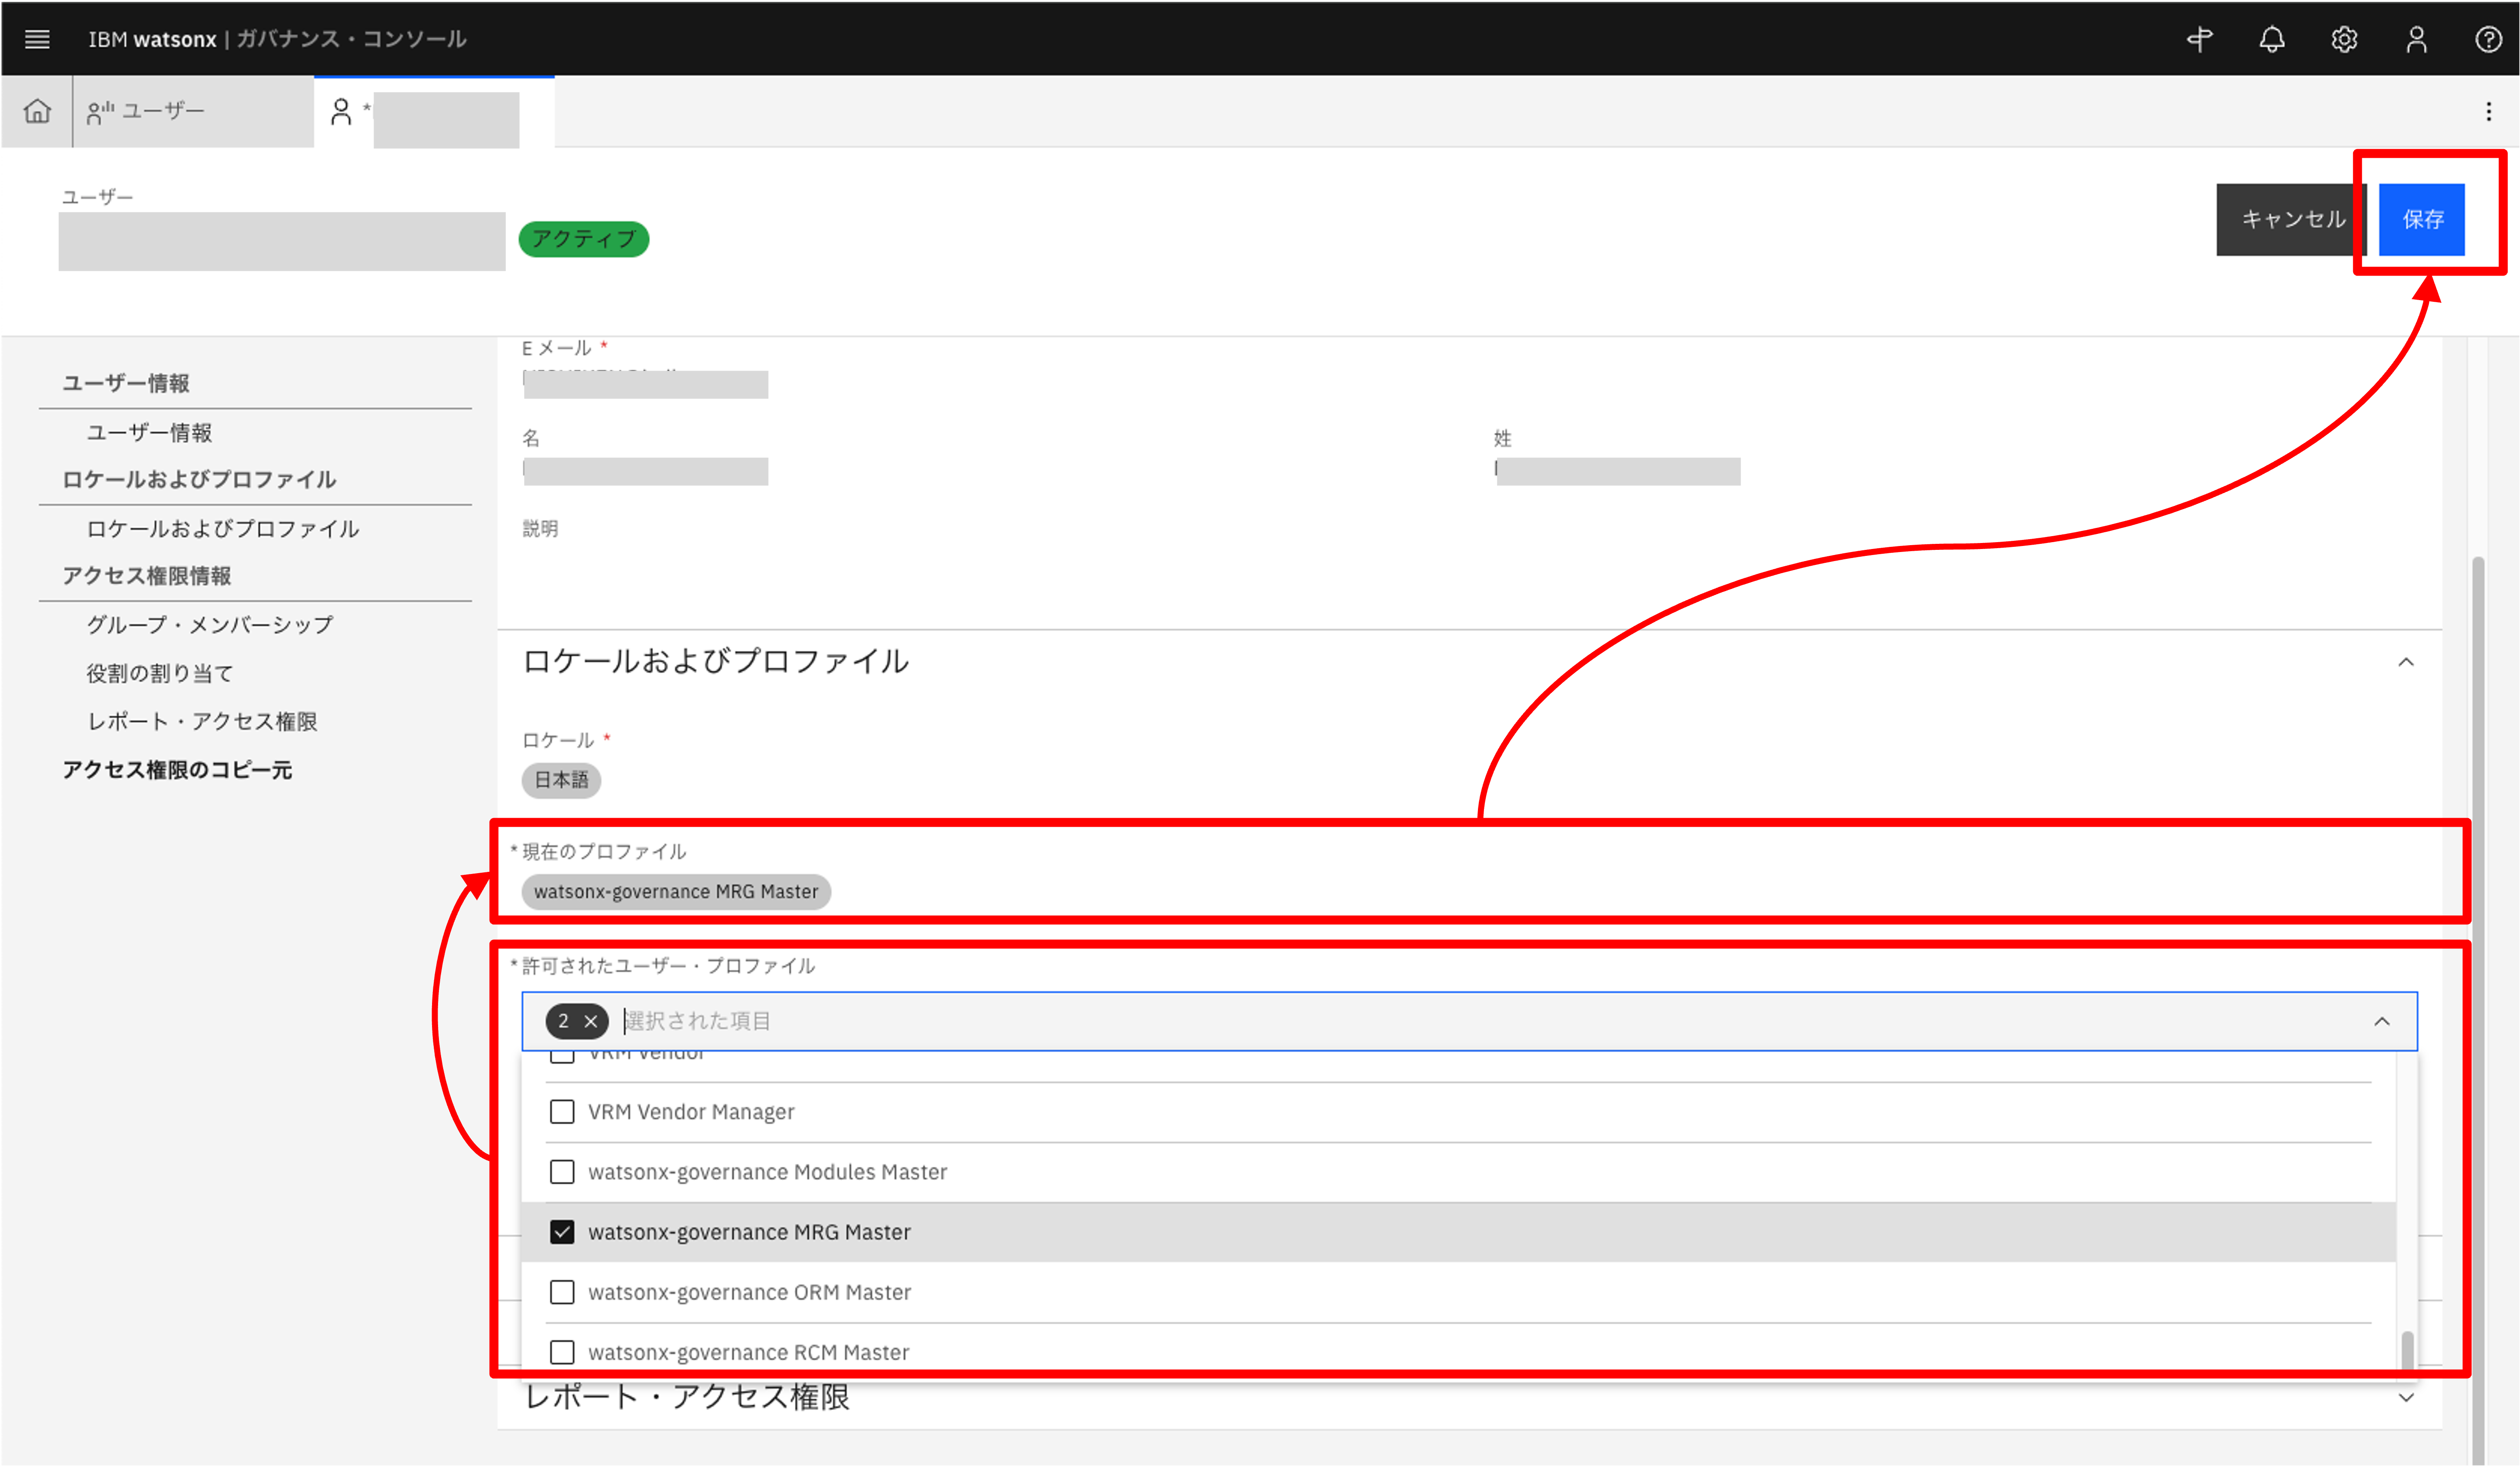 IBM watsonx | ガバナンス・コンソール
ユーザー
*
ユーザー
アクティブ
キャンセル
保存
ユーザー情報
ユーザー情報
ロケールおよびプロファイル
ロケールおよびプロファイル
アクセス権限情報
グループ・メンバーシップ
役割の割り当て
レポート・アクセス権限
アクセス権限のコピー元
E メール *
名
姓
説明
ロケールおよびプロファイル
ロケール *
日本語
* 現在のプロファイル
watsonx-governance MRG Master
* 許可されたユーザー・プロファイル
2 × 選択された項目
VRM Vendor
VRM Vendor Manager
watsonx-governance Modules Master
watsonx-governance MRG Master
watsonx-governance ORM Master
watsonx-governance RCM Master
レポート・アクセス権限